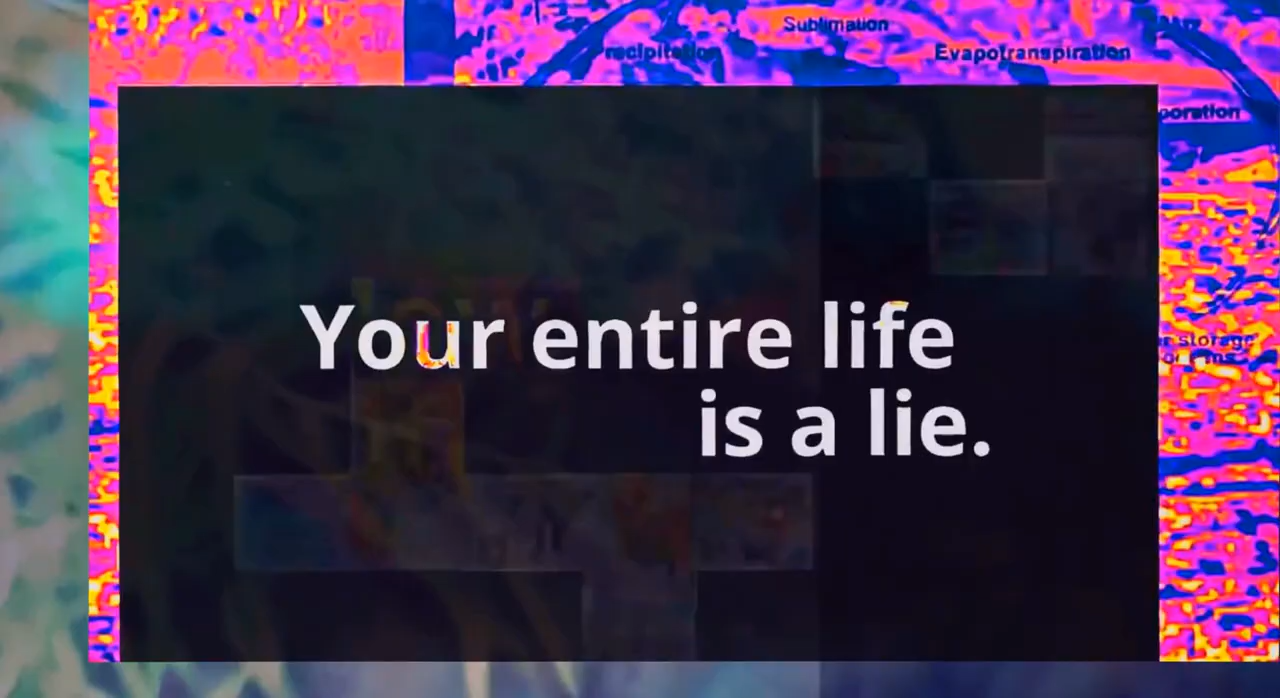 Sublimation
Evapotranspiration
Your entire life
is a lie.